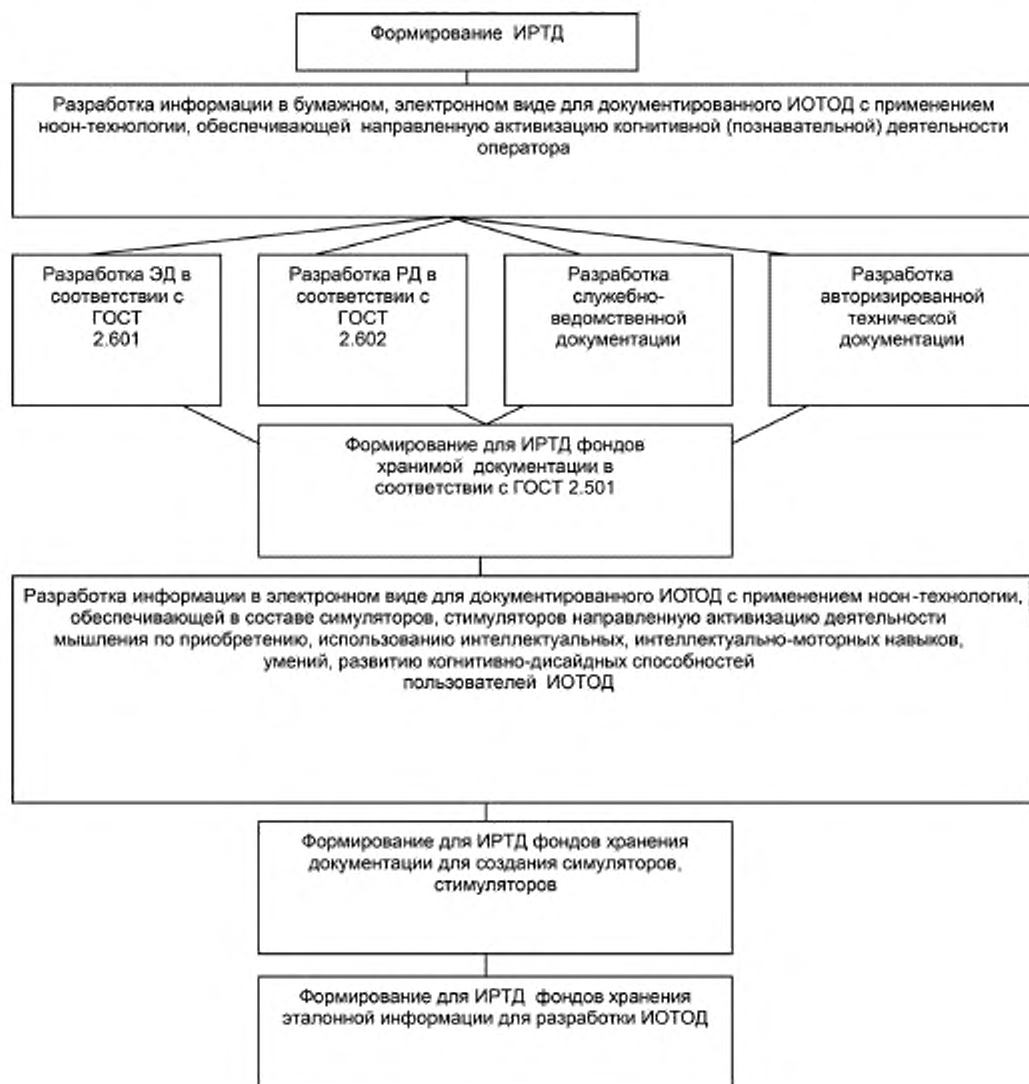 Формирование ИРТД
Разработка информации в бумажном, электронном виде для документированного ИОТОД с применением
ноон-технологии, обеспечивающей направленную активизацию когнитивной (познавательной) деятельности
оператора
Разработка ЭД в
соответствии с
ГОСТ
2.601
Разработка РД в
соответствии с
ГОСТ
2.602
Разработка
служебно-
ведомственной
документации
Разработка
авторизированной
технической
документации
Формирование для ИРТД фондов
хранимой документации в
соответствии с ГОСТ 2.501
Разработка информации в электронном виде для документированного ИОТОД с применением ноон-технологии,
обеспечивающей в составе симуляторов, стимуляторов направленную активизацию деятельности
мышления по приобретению, использованию интеллектуальных, интеллектуально-моторных навыков,
умений, развитию когнитивно-дисайдных способностей
пользователей ИОТОД
Формирование для ИРТД фондов хранения
документации для создания симуляторов,
стимуляторов
Формирование для ИРТД фондов хранения
эталонной информации для разработки ИОТОД